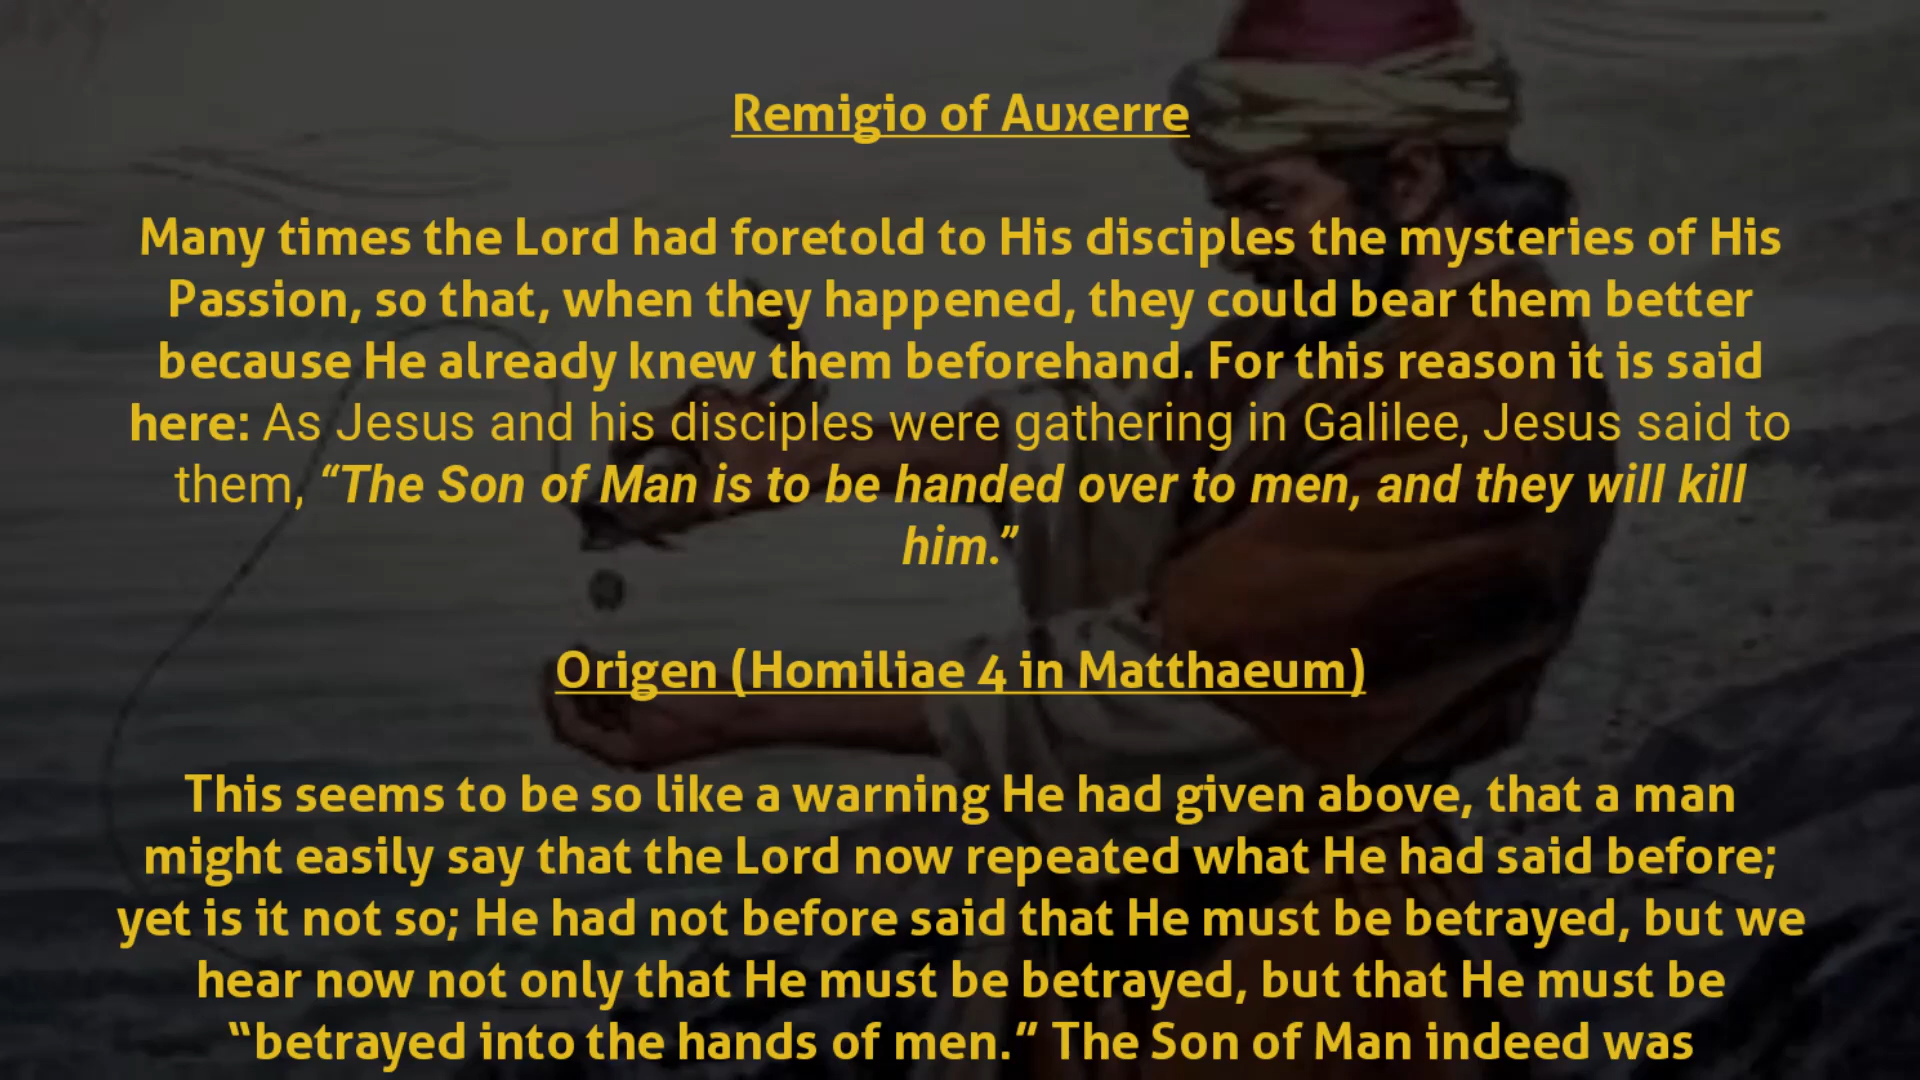 Remigio of Auxerre
Many times the Lord had foretold to His disciples the mysteries of His
Passion, so that, when they happened, they could bear them better
because He already knew them beforehand. For this reason it is said
here: As Jesus and his disciples were gathering in Galilee, Jesus said to
them, “The Son of Man is to be handed over to men, and they will kill
him.”
Origen (Homiliae 4 in Matthaeum)
This seems to be so like a warning He had given above, that a man
might easily say that the Lord now repeated what He had said before;
yet is it not so; He had not before said that He must be betrayed, but we
hear now not only that He must be betrayed, but that He must be
“betrayed into the hands of men.” The Son of Man indeed was